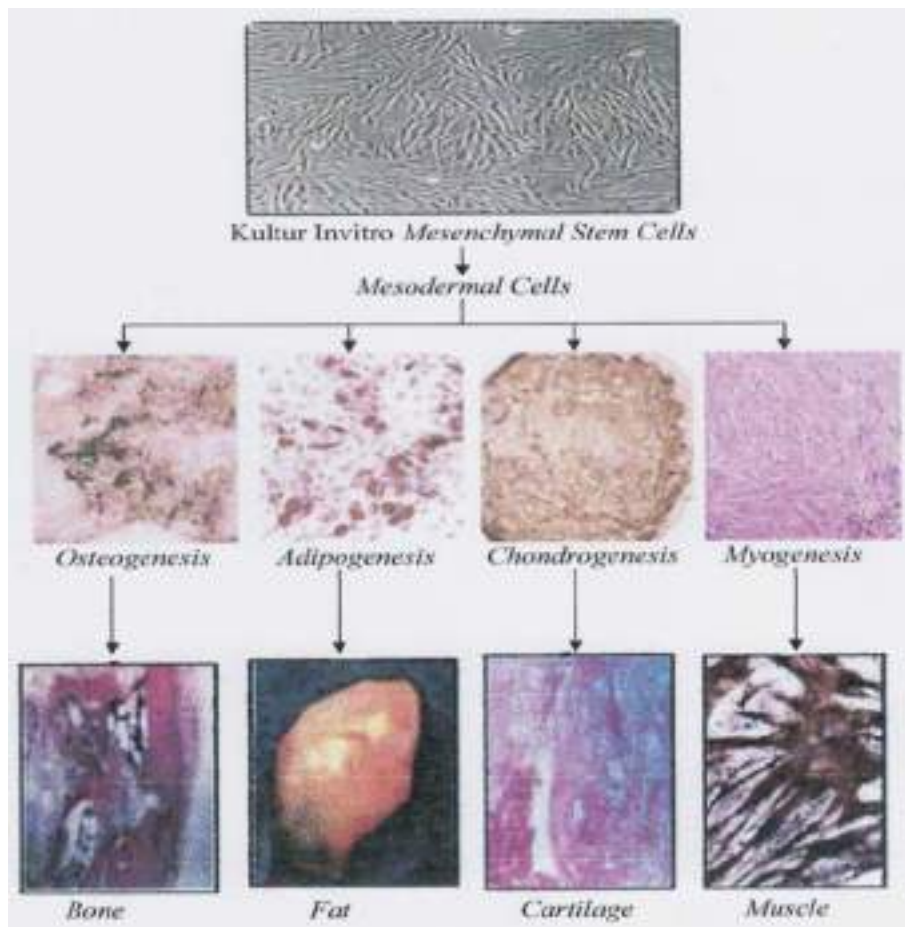 Kultur Invitro Mesenchymal Stem Cells
Mesodermal Cells
Osteogenesis Adipogenesis Chondrogenesis Myogenesis
Bone Fat Cartilage Muscle